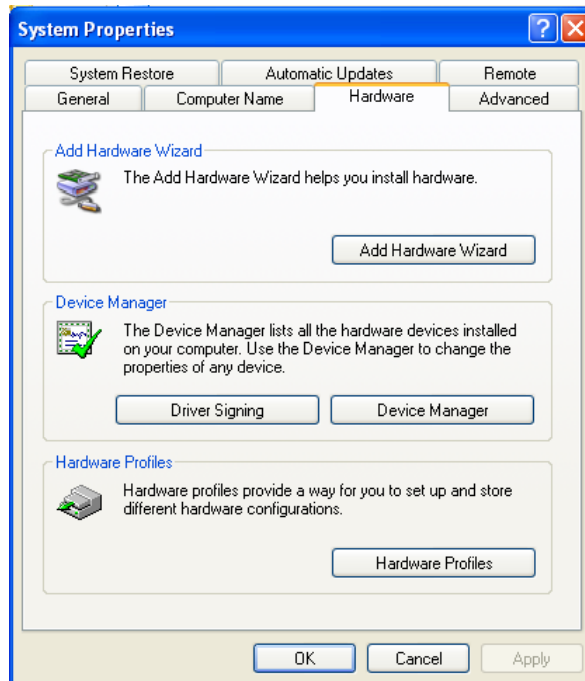 System Properties
System Restore Automatic Updates Remote
General Computer Name Hardware Advanced
Add Hardware Wizard
The Add Hardware Wizard helps you install hardware.
Add Hardware Wizard
Device Manager
The Device Manager lists all the hardware devices installed
on your computer. Use the Device Manager to change the
properties of any device.
Driver Signing Device Manager
Hardware Profiles
Hardware profiles provide a way for you to set up and store
different hardware configurations.
Hardware Profiles
OK Cancel Apply